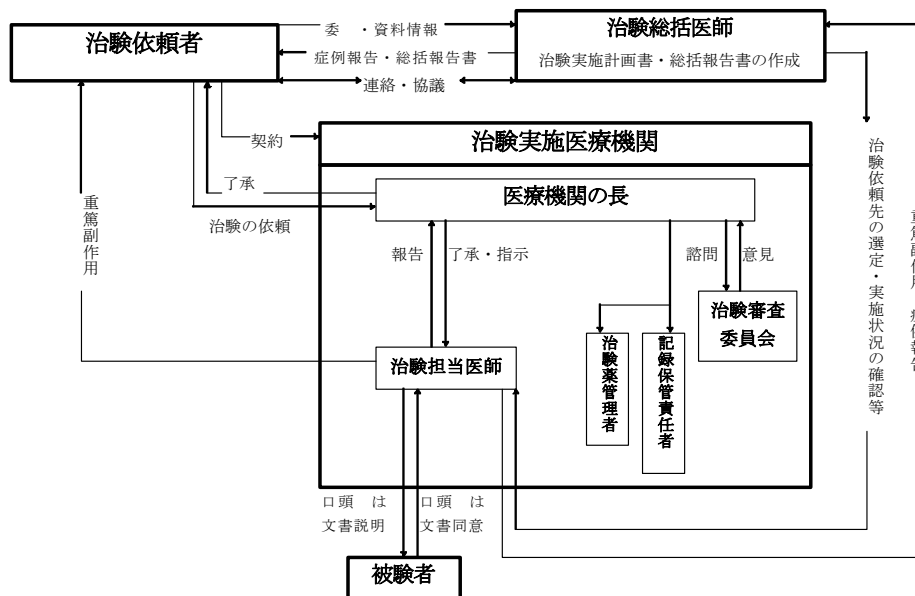 治験依頼者
委　・資料情報
症例報告・総括報告書
連絡・協議
治験総括医師
治験実施計画書・総括報告書の作成
契約
了承
治験の依頼
重篤副作用
治験実施医療機関
医療機関の長
報告
了承・指示
諮問
意見
治験審査
委員会
治験薬管理者
記録保管責任者
治験担当医師
治験依頼先の選定・実施状況の確認等
重篤副作用
口頭　は
文書説明
口頭　は
文書同意
被験者